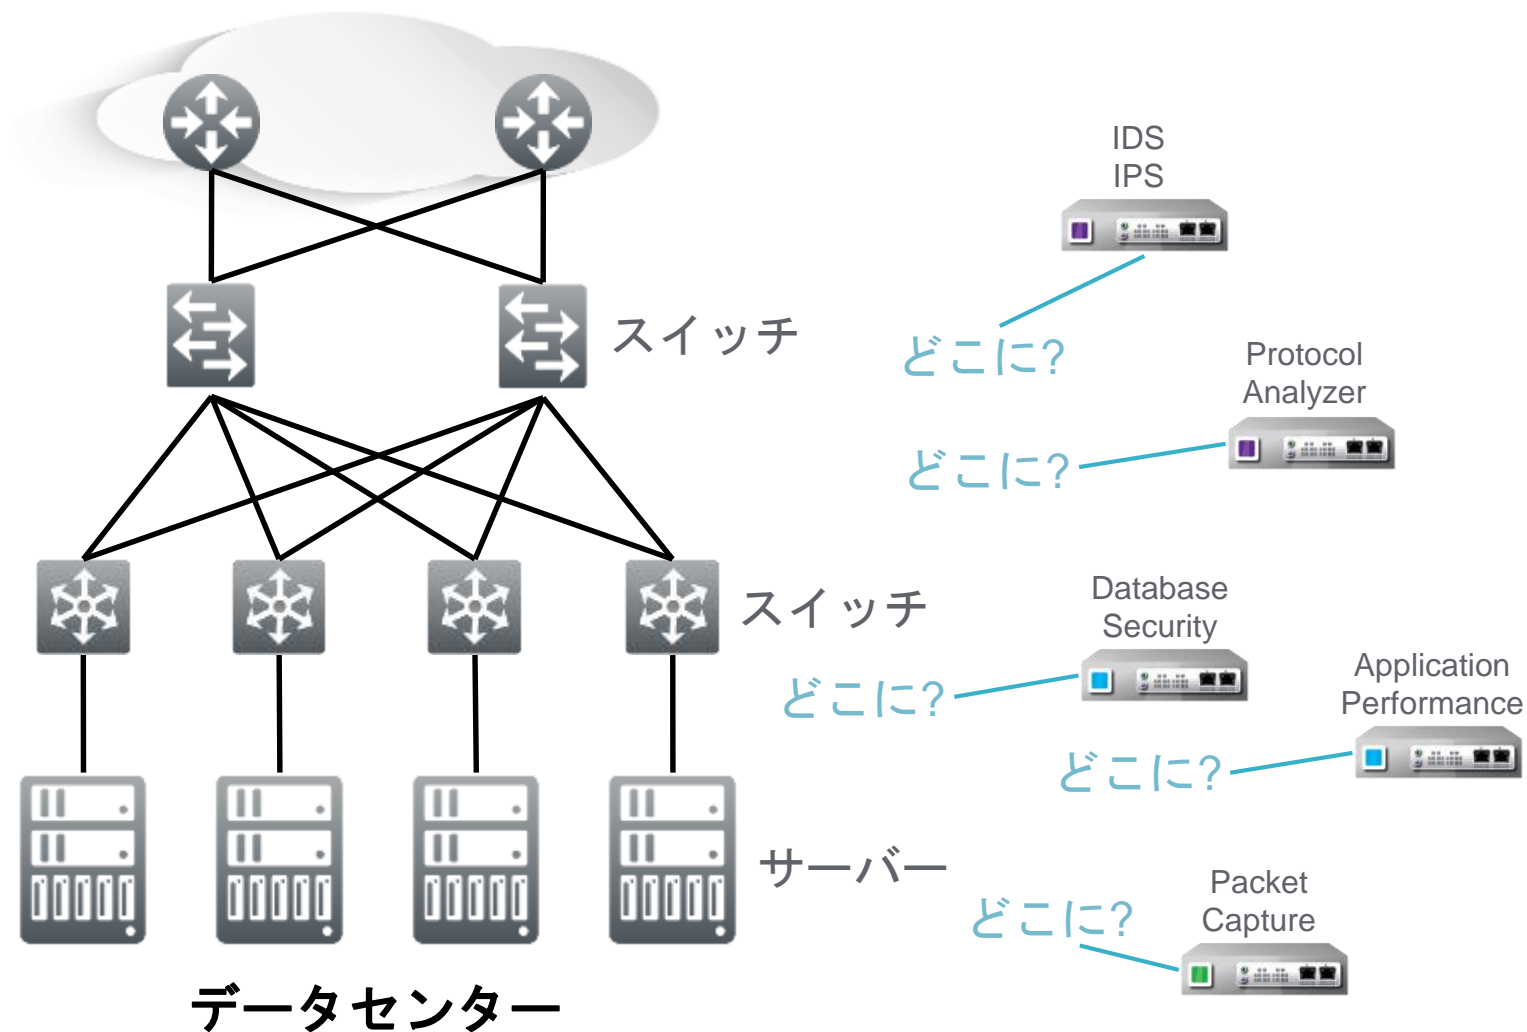 IDS
IPS
スイッチ
どこに?
Protocol
Analyzer
どこに?
スイッチ
Database
Security
どこに?
Application
Performance
どこに?
サーバー
Packet
Capture
どこに?
データセンター